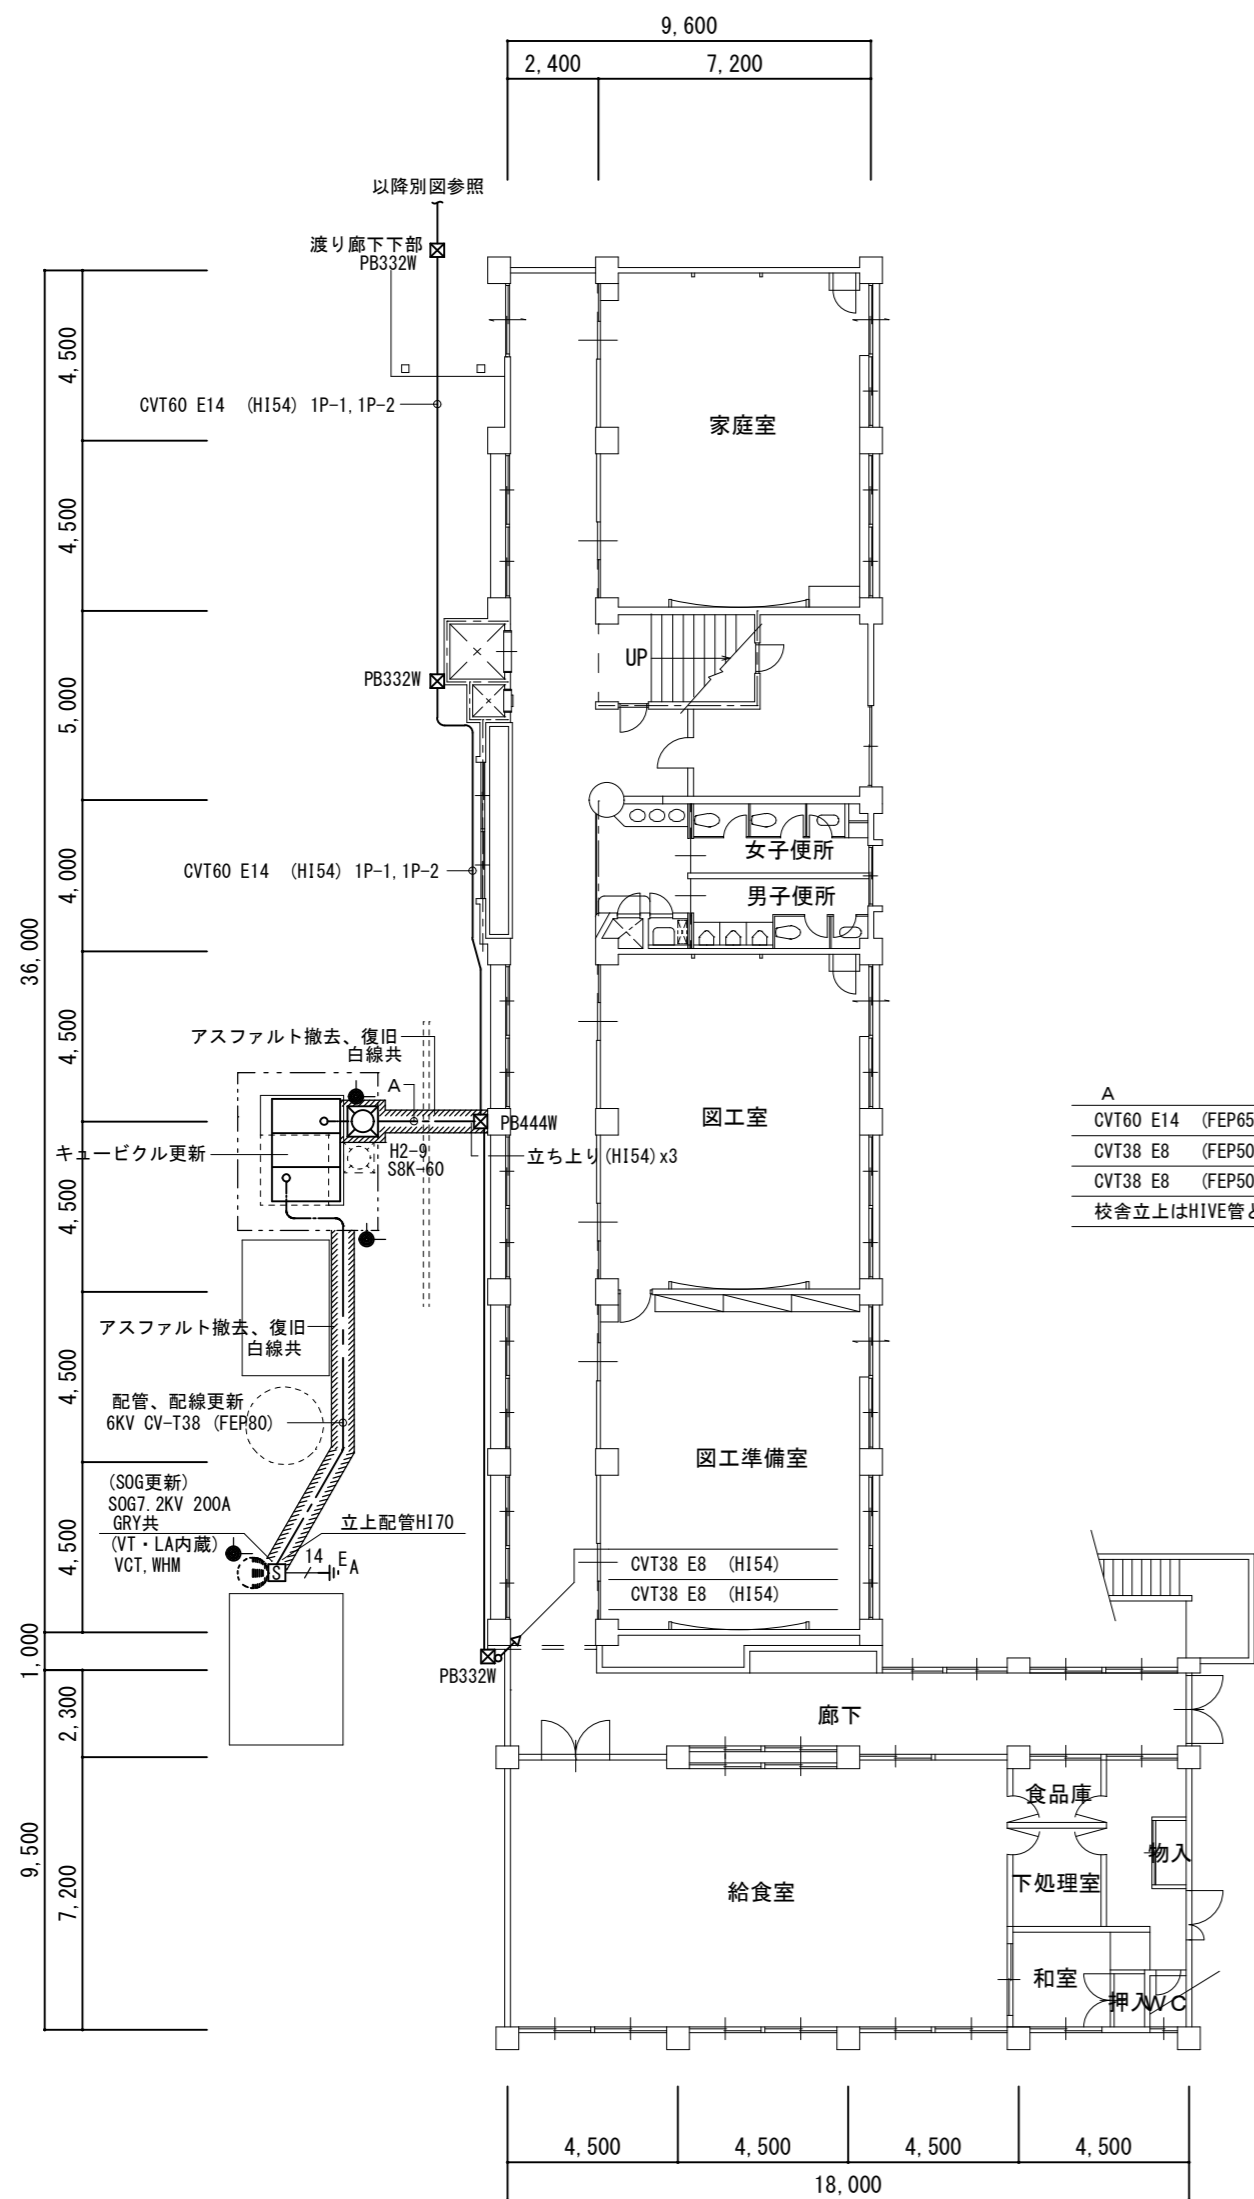 9,600
2,400
7,200
以降別図参照
渡り廊下下部
PB332W
4,500
CVT60 E14 (HI54) 1P-1,1P-2
家庭室
4,500
UP
PB332W
5,000
女子便所
CVT60 E14 (HI54) 1P-1,1P-2
4,000
男子便所
36,000
4,500
アスファルト撤去、復旧
白線共
A
PB444W
図工室
キュービクル更新
H2-9
S8K-60
立ち上り(HI54)x3
A
CVT60 E14 (FEP65
CVT38 E8 (FEP50
CVT38 E8 (FEP50
校舎立上はHIVE管と
4,500
アスファルト撤去、復旧
白線共
4,500
配管、配線更新
6KV CV-T38 (FEP80)
図工準備室
(SOG更新)
SOG7.2KV 200A
GRY共
(VT・LA内蔵)
VCT,WHM
立上配管HI70
4,500
S
14
EA
CVT38 E8 (HI54)
CVT38 E8 (HI54)
1,000
PB332W
2,300
廊下
食品庫
9,500
物入
7,200
給食室
下処理室
和室
押入
WC
4,500
4,500
4,500
4,500
18,000